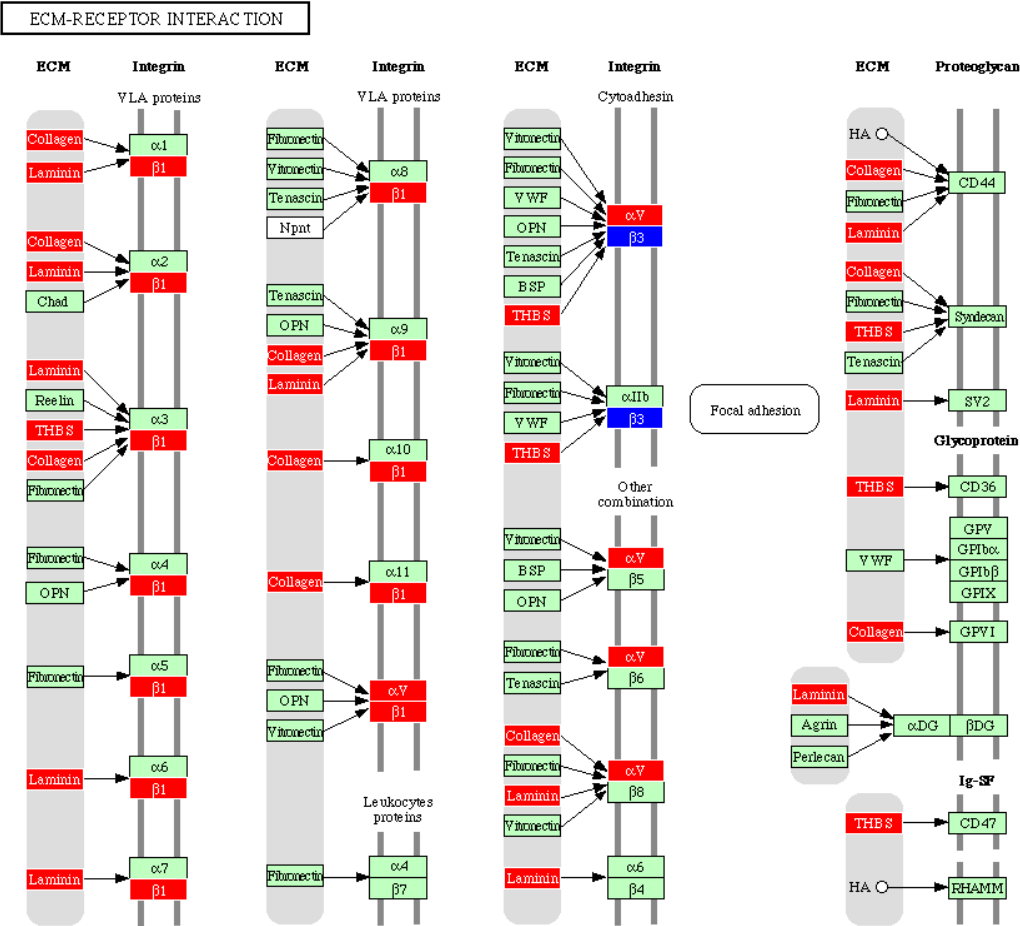 ECM-RECEPTOR INTERACTION
ECM
Integrin
VLA proteins
Collagen
Laminin
α1
β1
Collagen
Laminin
Chad
α2
β1
Laminin
Reelin
THBS
Collagen
Fibronectin
α3
β1
Fibronectin
OPN
α4
β1
Fibronectin
α5
β1
Laminin
α6
β1
Laminin
α7
β1
ECM
Integrin
VLA proteins
Fibronectin
Vitronectin
Tenascin
Npnt
α8
β1
Tenascin
OPN
Collagen
Laminin
α9
β1
Collagen
α10
β1
Collagen
α11
β1
Fibronectin
OPN
Vitronectin
αV
β1
Leukocytes
proteins
Fibronectin
α4
β7
ECM
Integrin
Cytoadhesin
Vitronectin
Fibronectin
VWF
OPN
Tenascin
BSP
THBS
αV
β3
Vitronectin
Fibronectin
VWF
THBS
αIIb
β3
Other
combination
Vitronectin
BSP
OPN
αV
β5
Fibronectin
Tenascin
αV
β6
Collagen
Fibronectin
Laminin
Vitronectin
αV
β8
Laminin
α6
β4
Focal adhesion
ECM
Proteoglycan
HA
Collagen
Fibronectin
Laminin
CD44
Collagen
Fibronectin
THBS
Tenascin
Syndecan
Laminin
SV2
Glycoprotein
THBS
CD36
VWF
GPV
GPIbα
GPIbβ
GPIX
Collagen
GPVI
Laminin
Agrin
Perlecan
αDG
βDG
Ig-SF
THBS
CD47
HA
RHAMM